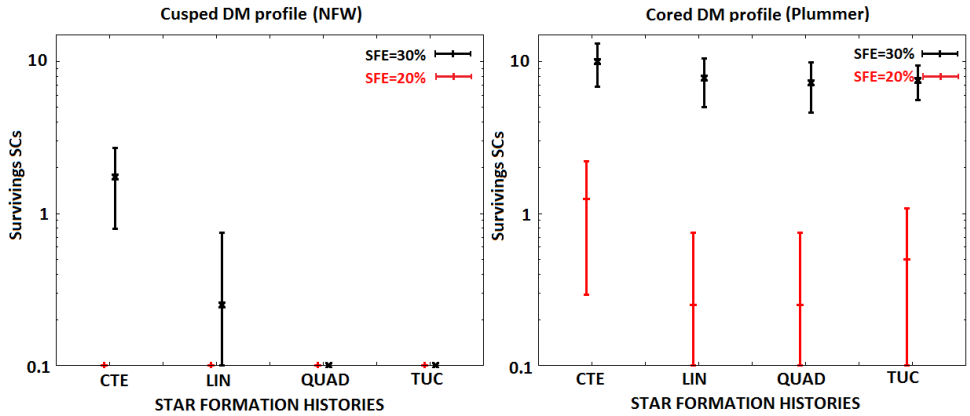 Cusped DM profile (NFW)
SFE=30%
SFE=20%
10
1
0.1
Survivings SCs
CTE LIN QUAD TUC
STAR FORMATION HISTORIES
Cored DM profile (Plummer)
SFE=30%
SFE=20%
10
1
0.1
Survivings SCs
CTE LIN QUAD TUC
STAR FORMATION HISTORIES